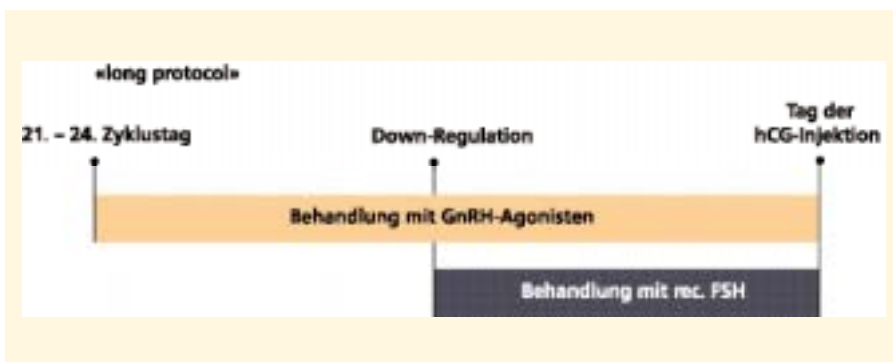 «long protocol»
21. – 24. Zyklustag
Down-Regulation
Tag der
hCG-Injektion
Behandlung mit GnRH-Agonisten
Behandlung mit rec. FSH